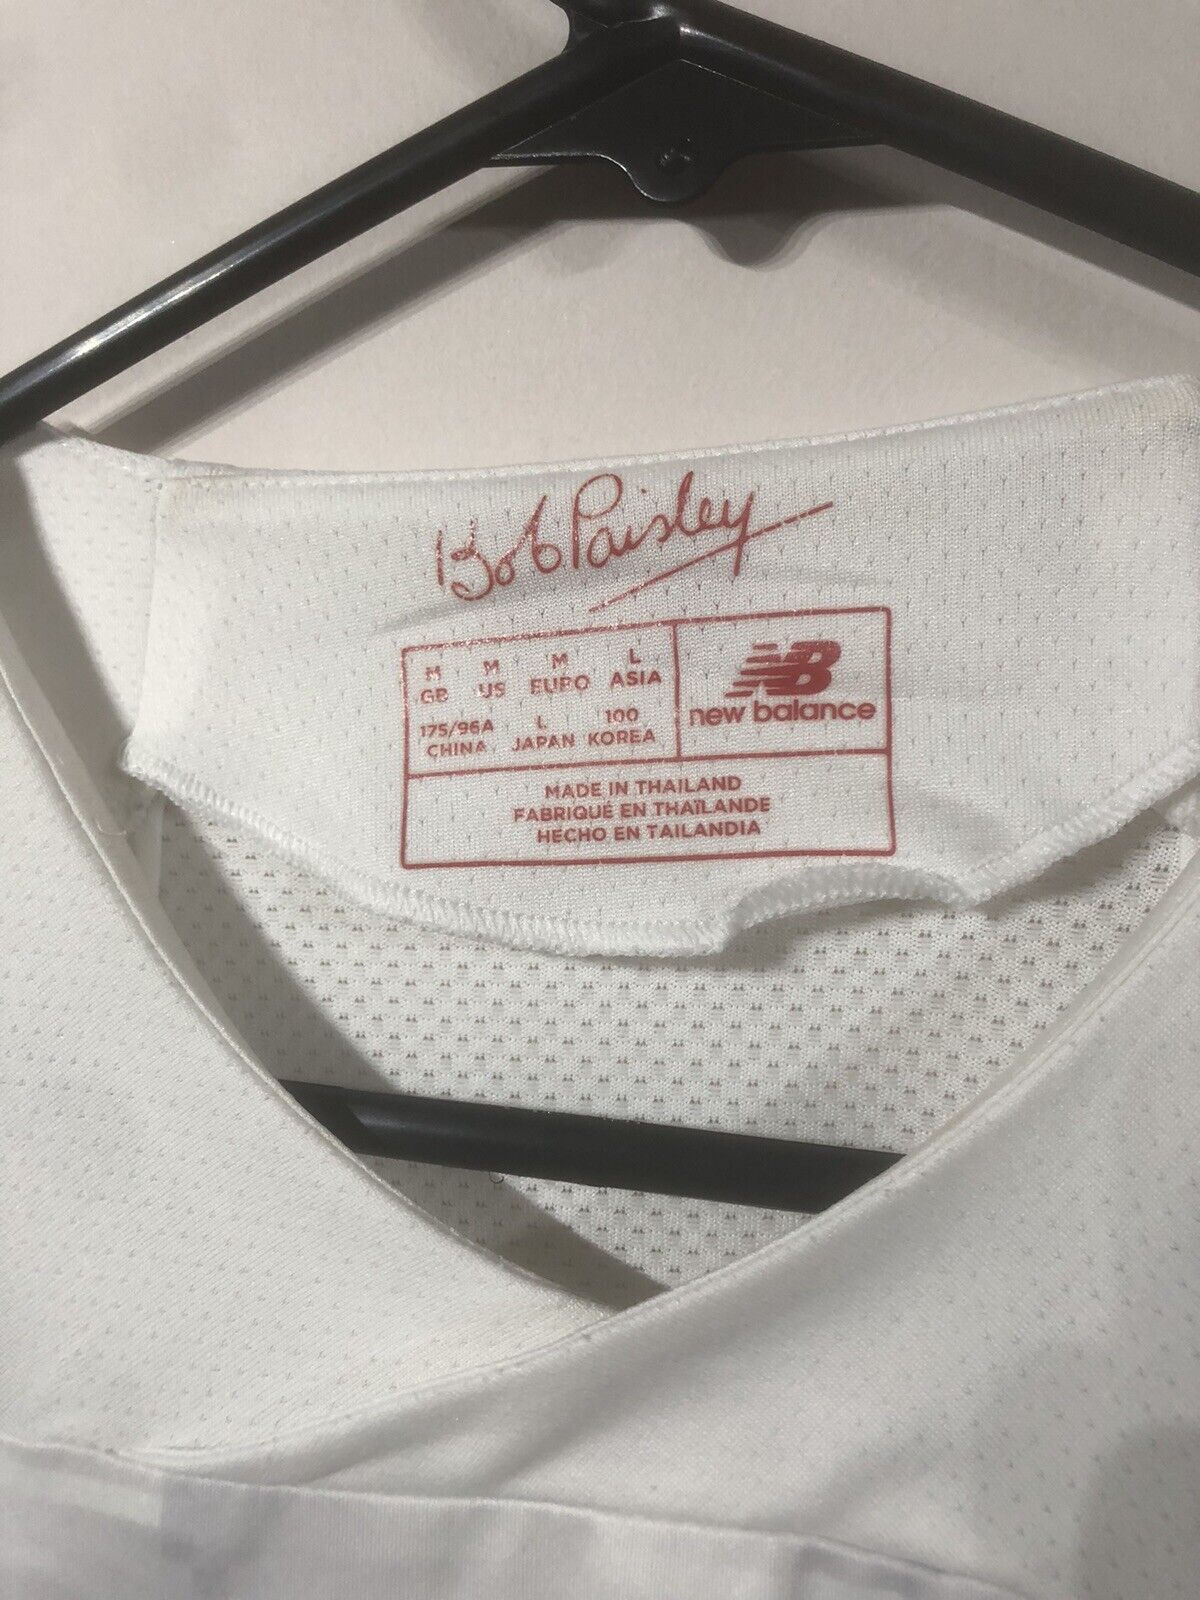 Bob Paisley
M M M L
GB US EURO ASIA
175/96A L 100
CHINA JAPAN KOREA
NB
new balance
MADE IN THAILAND
FABRIQUÉ EN THAÏLANDE
HECHO EN TAILANDIA